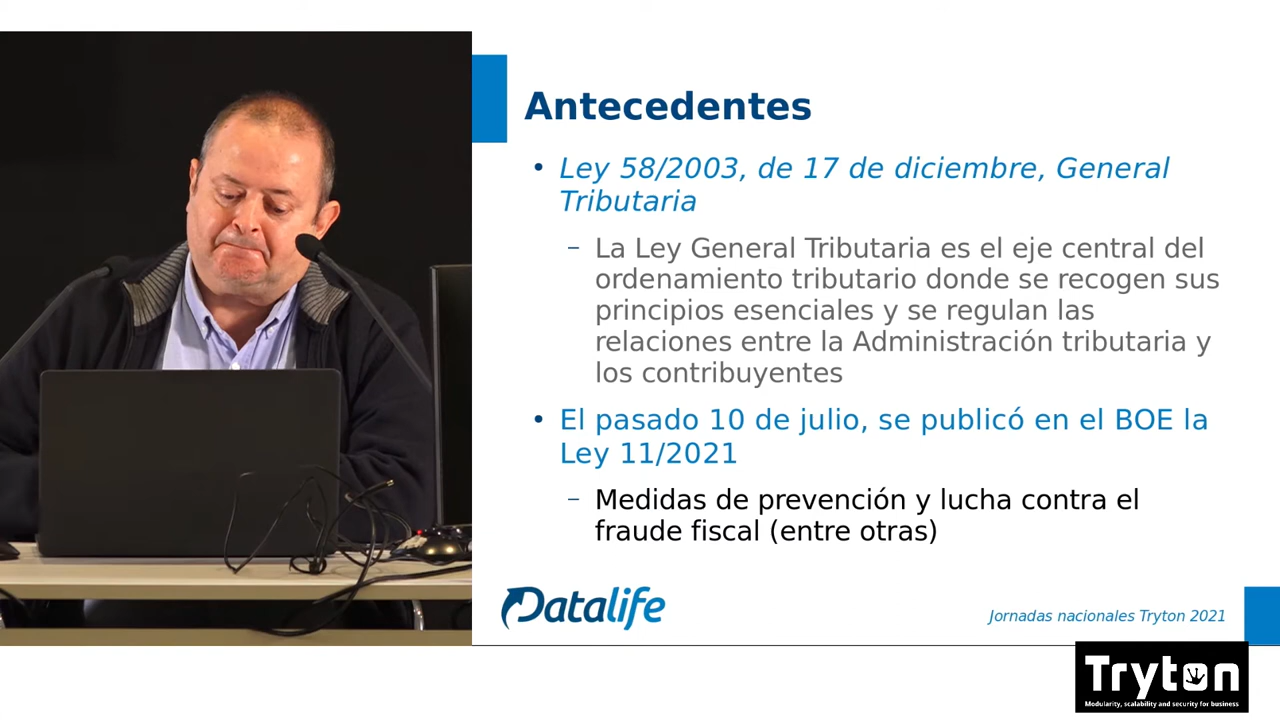 Antecedentes
• Ley 58/2003, de 17 de diciembre, General
Tributaria
– La Ley General Tributaria es el eje central del
ordenamiento tributario donde se recogen sus
principios esenciales y se regulan las
relaciones entre la Administración tributaria y
los contribuyentes
• El pasado 10 de julio, se publicó en el BOE la
Ley 11/2021
– Medidas de prevención y lucha contra el
fraude fiscal (entre otras)
Datalife
Jornadas nacionales Tryton 2021
Tryton
Modularity, scalability and security for business